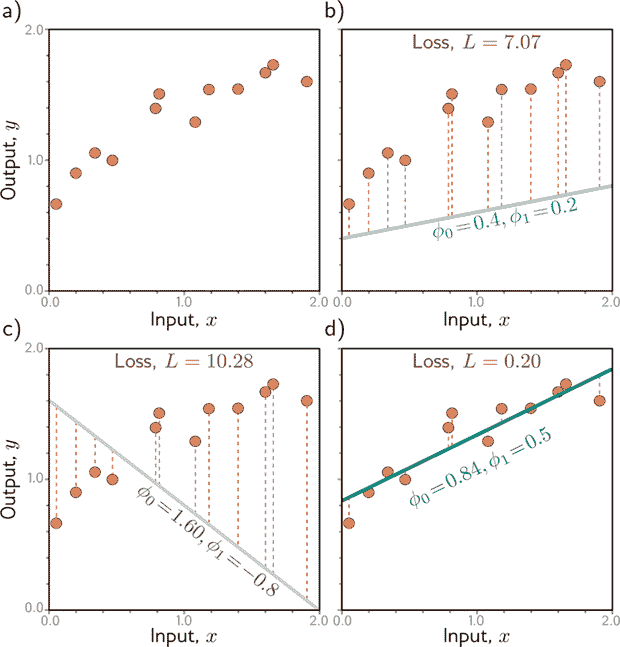 a)
2.0
1.0
0.0
Output, y
0.0
1.0
2.0
Input, x
b)
Loss, L = 7.07
ϕ0=0.4, ϕ1=0.2
0.0
1.0
2.0
Input, x
c)
2.0
1.0
0.0
Output, y
Loss, L = 10.28
ϕ0=1.60, ϕ1=−0.8
0.0
1.0
2.0
Input, x
d)
Loss, L = 0.20
ϕ0=0.84, ϕ1=0.5
0.0
1.0
2.0
Input, x